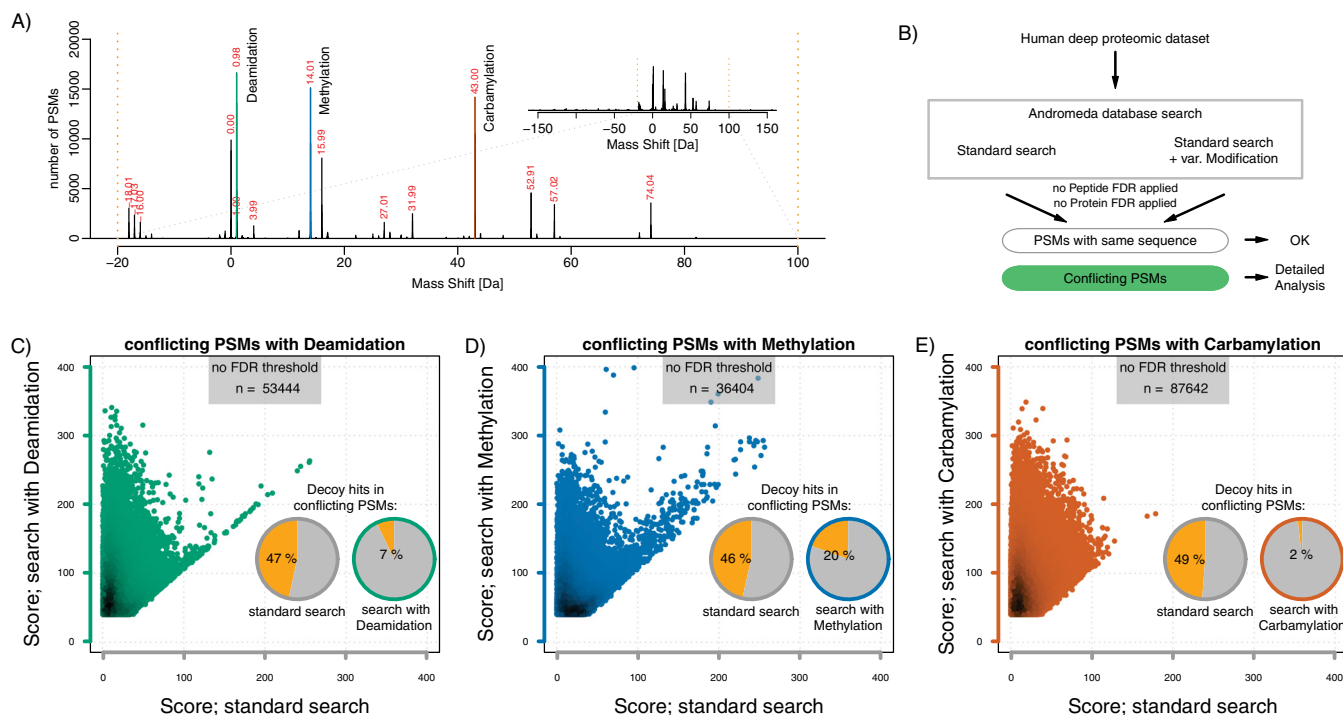 A)
number of PSMs
0
5000
10000
15000
20000
-18.01
-17.03
-16.00
0.00
1.00
0.98
Deamidation
3.99
14.01
Methylation
15.99
27.01
31.99
43.00
Carbamylation
52.91
57.02
74.04
−20
0
20
40
60
80
100
Mass Shift [Da]
−150
−50
0
50
100
150
Mass Shift [Da]
B)
Human deep proteomic dataset
Andromeda database search
Standard search
Standard search
+ var. Modification
no Peptide FDR applied
no Protein FDR applied
PSMs with same sequence
OK
Conflicting PSMs
Detailed
Analysis
C)
conflicting PSMs with Deamidation
no FDR threshold
n = 53444
Score; search with Deamidation
400
300
200
100
0
Decoy hits in
conflicting PSMs:
47 %
7 %
standard search
search with
Deamidation
0
100
200
300
400
Score; standard search
D)
conflicting PSMs with Methylation
no FDR threshold
n = 36404
Score; search with Methylation
400
300
200
100
0
Decoy hits in
conflicting PSMs:
46 %
20 %
standard search
search with
Methylation
0
100
200
300
400
Score; standard search
E)
conflicting PSMs with Carbamylation
no FDR threshold
n = 87642
Score; search with Carbamylation
400
300
200
100
0
Decoy hits in
conflicting PSMs:
49 %
2 %
standard search
search with
Carbamylation
0
100
200
300
400
Score; standard search